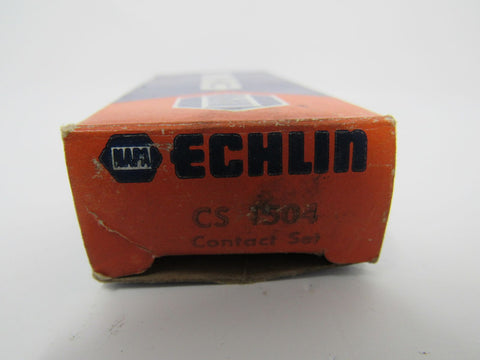 NAPA ECHLIN
CS 1504
Contact Set